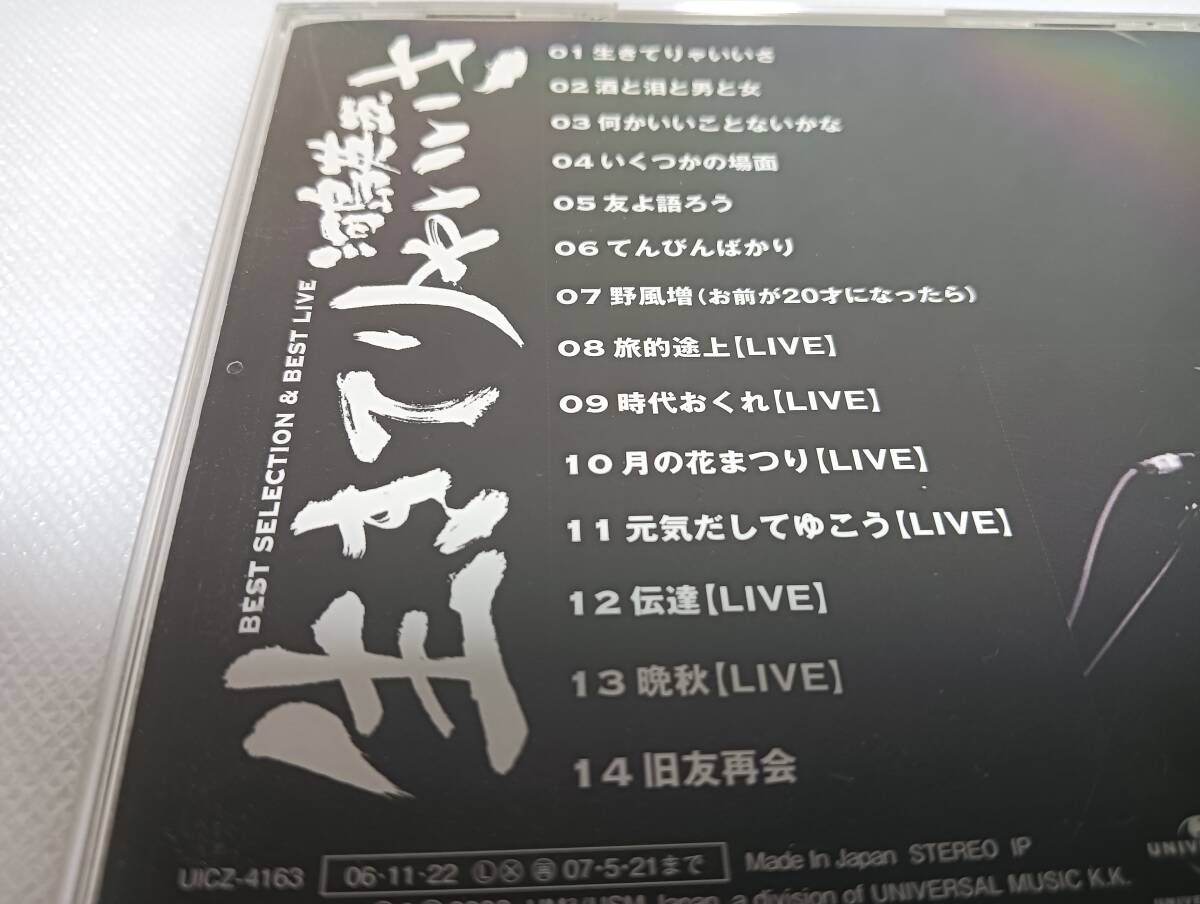 生きてりゃいいさ
河島英五
BEST SELECTION & BEST LIVE
01 生きてりゃいいさ
02 酒と泪と男と女
03 何かいいことないかな
04 いくつかの場面
05 友よ語ろう
06 てんびんばかり
07 野風増(お前が20才になったら)
08 旅的途上【LIVE】
09 時代おくれ【LIVE】
10 月の花まつり【LIVE】
11 元気だしてゆこう【LIVE】
12 伝達【LIVE】
13 晩秋【LIVE】
14 旧友再会
UICZ-4163 06-11-22 Ⓛ Ⓧ 07-5-21まで Made In Japan STEREO IP
Japan, a division of UNIVERSAL MUSIC K.K.